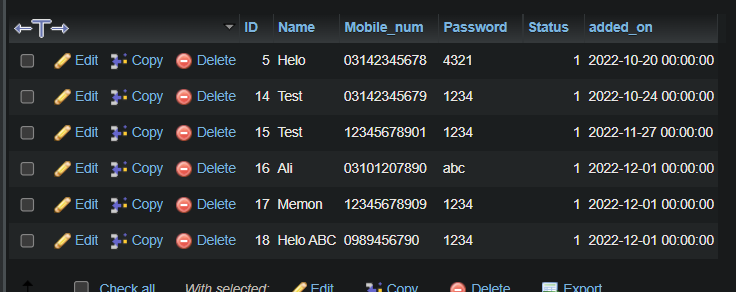 ID Name Mobile_num Password Status added_on
Edit Copy Delete 5 Helo 03142345678 4321 1 2022-10-20 00:00:00
Edit Copy Delete 14 Test 03142345679 1234 1 2022-10-24 00:00:00
Edit Copy Delete 15 Test 12345678901 1234 1 2022-11-27 00:00:00
Edit Copy Delete 16 Ali 03101207890 abc 1 2022-12-01 00:00:00
Edit Copy Delete 17 Memon 12345678909 1234 1 2022-12-01 00:00:00
Edit Copy Delete 18 Helo ABC 0989456790 1234 1 2022-12-01 00:00:00
Check all With selected: Edit Copy Delete Export